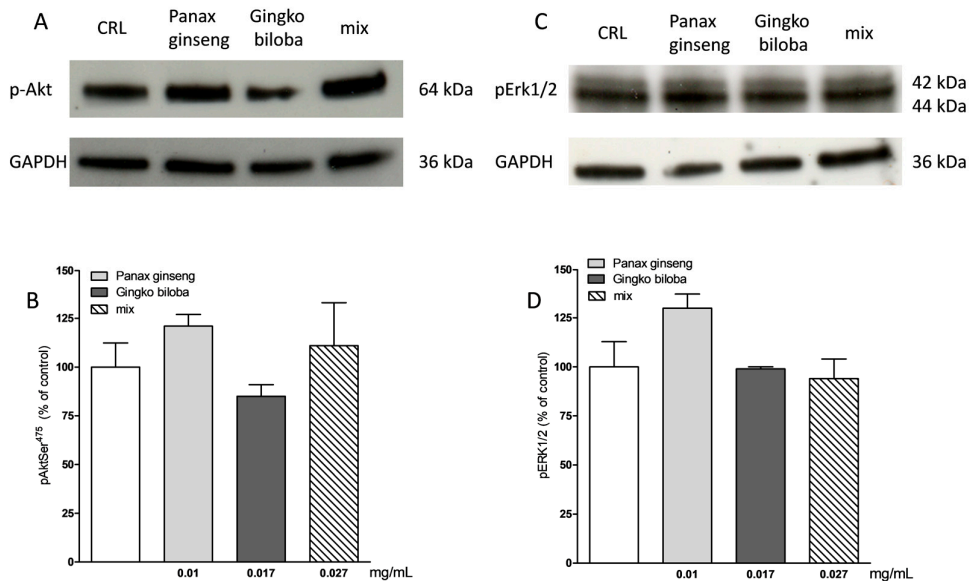 A
CRL
Panax
ginseng
Gingko
biloba
mix
p-Akt
64 kDa
GAPDH
36 kDa
C
CRL
Panax
ginseng
Gingko
biloba
mix
pErk1/2
42 kDa
44 kDa
GAPDH
36 kDa
B
Panax ginseng
Gingko biloba
mix
pAktSer⁴⁷⁵ (% of control)
150
125
100
75
50
25
0
0.01 0.017 0.027 mg/mL
D
Panax ginseng
Gingko biloba
mix
pERK1/2 (% of control)
150
125
100
75
50
25
0
0.01 0.017 0.027 mg/mL